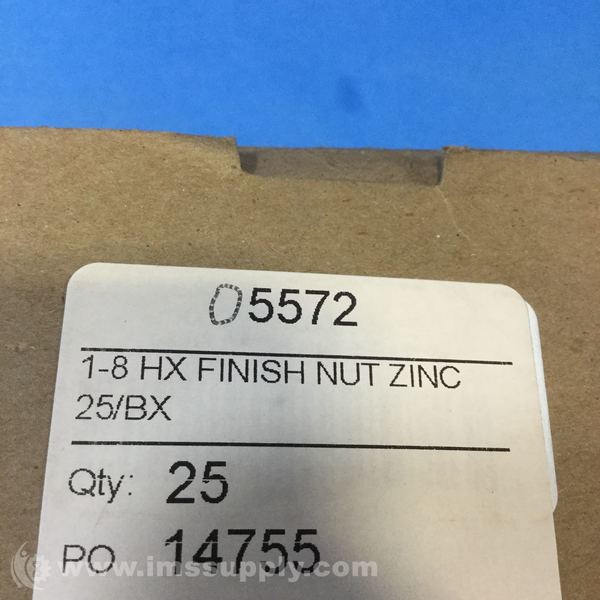 05572
1-8 HX FINISH NUT ZINC
25/BX
Qty: 25
PO 14755
www.imssupply.com